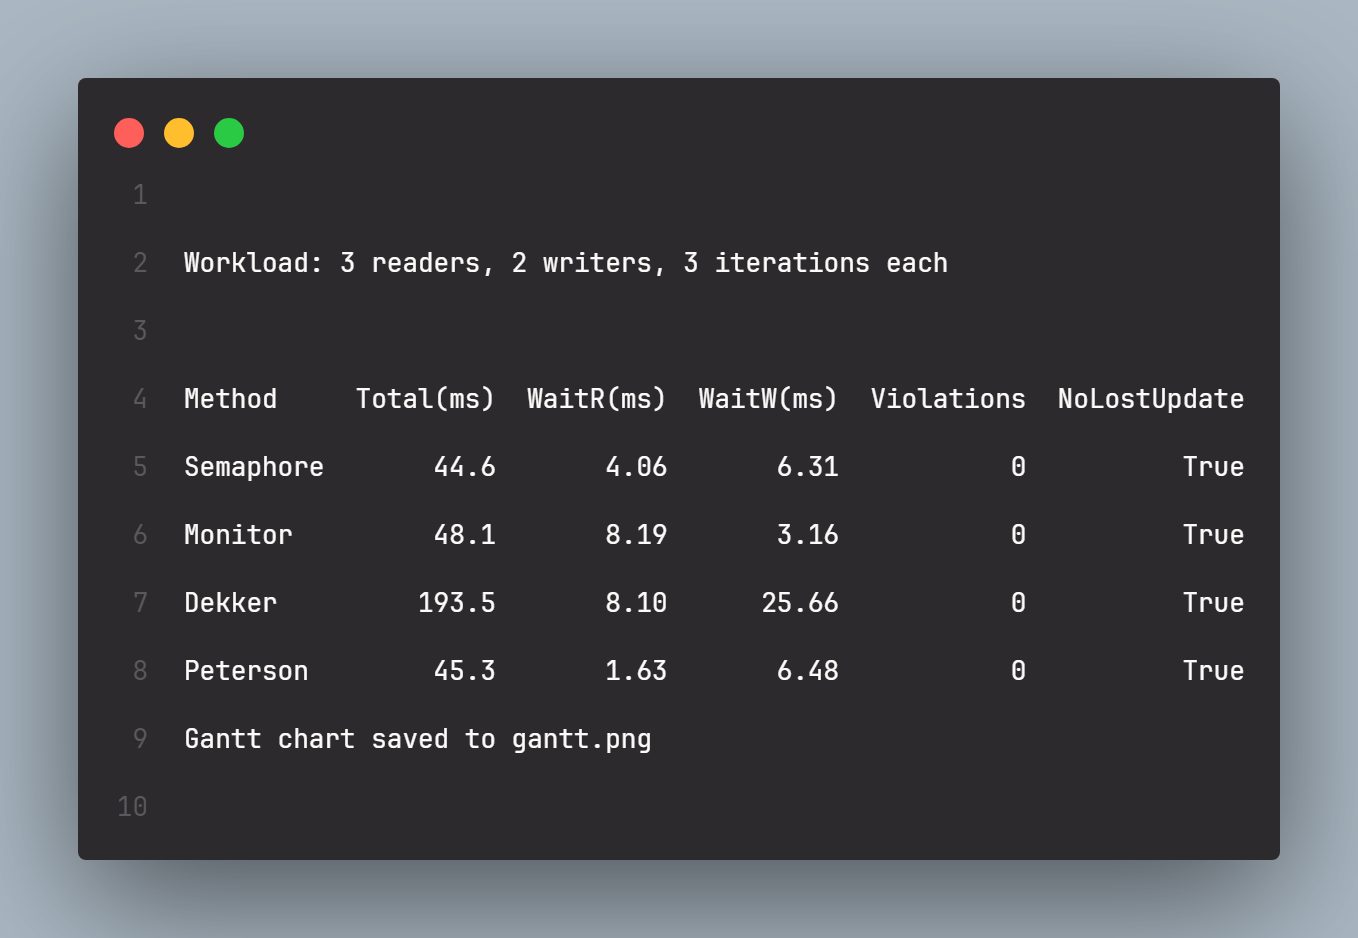 1
2 Workload: 3 readers, 2 writers, 3 iterations each
3
4 Method     Total(ms)  WaitR(ms)  WaitW(ms)  Violations  NoLostUpdate
5 Semaphore       44.6       4.06       6.31           0          True
6 Monitor         48.1       8.19       3.16           0          True
7 Dekker         193.5       8.10      25.66           0          True
8 Peterson        45.3       1.63       6.48           0          True
9 Gantt chart saved to gantt.png
10